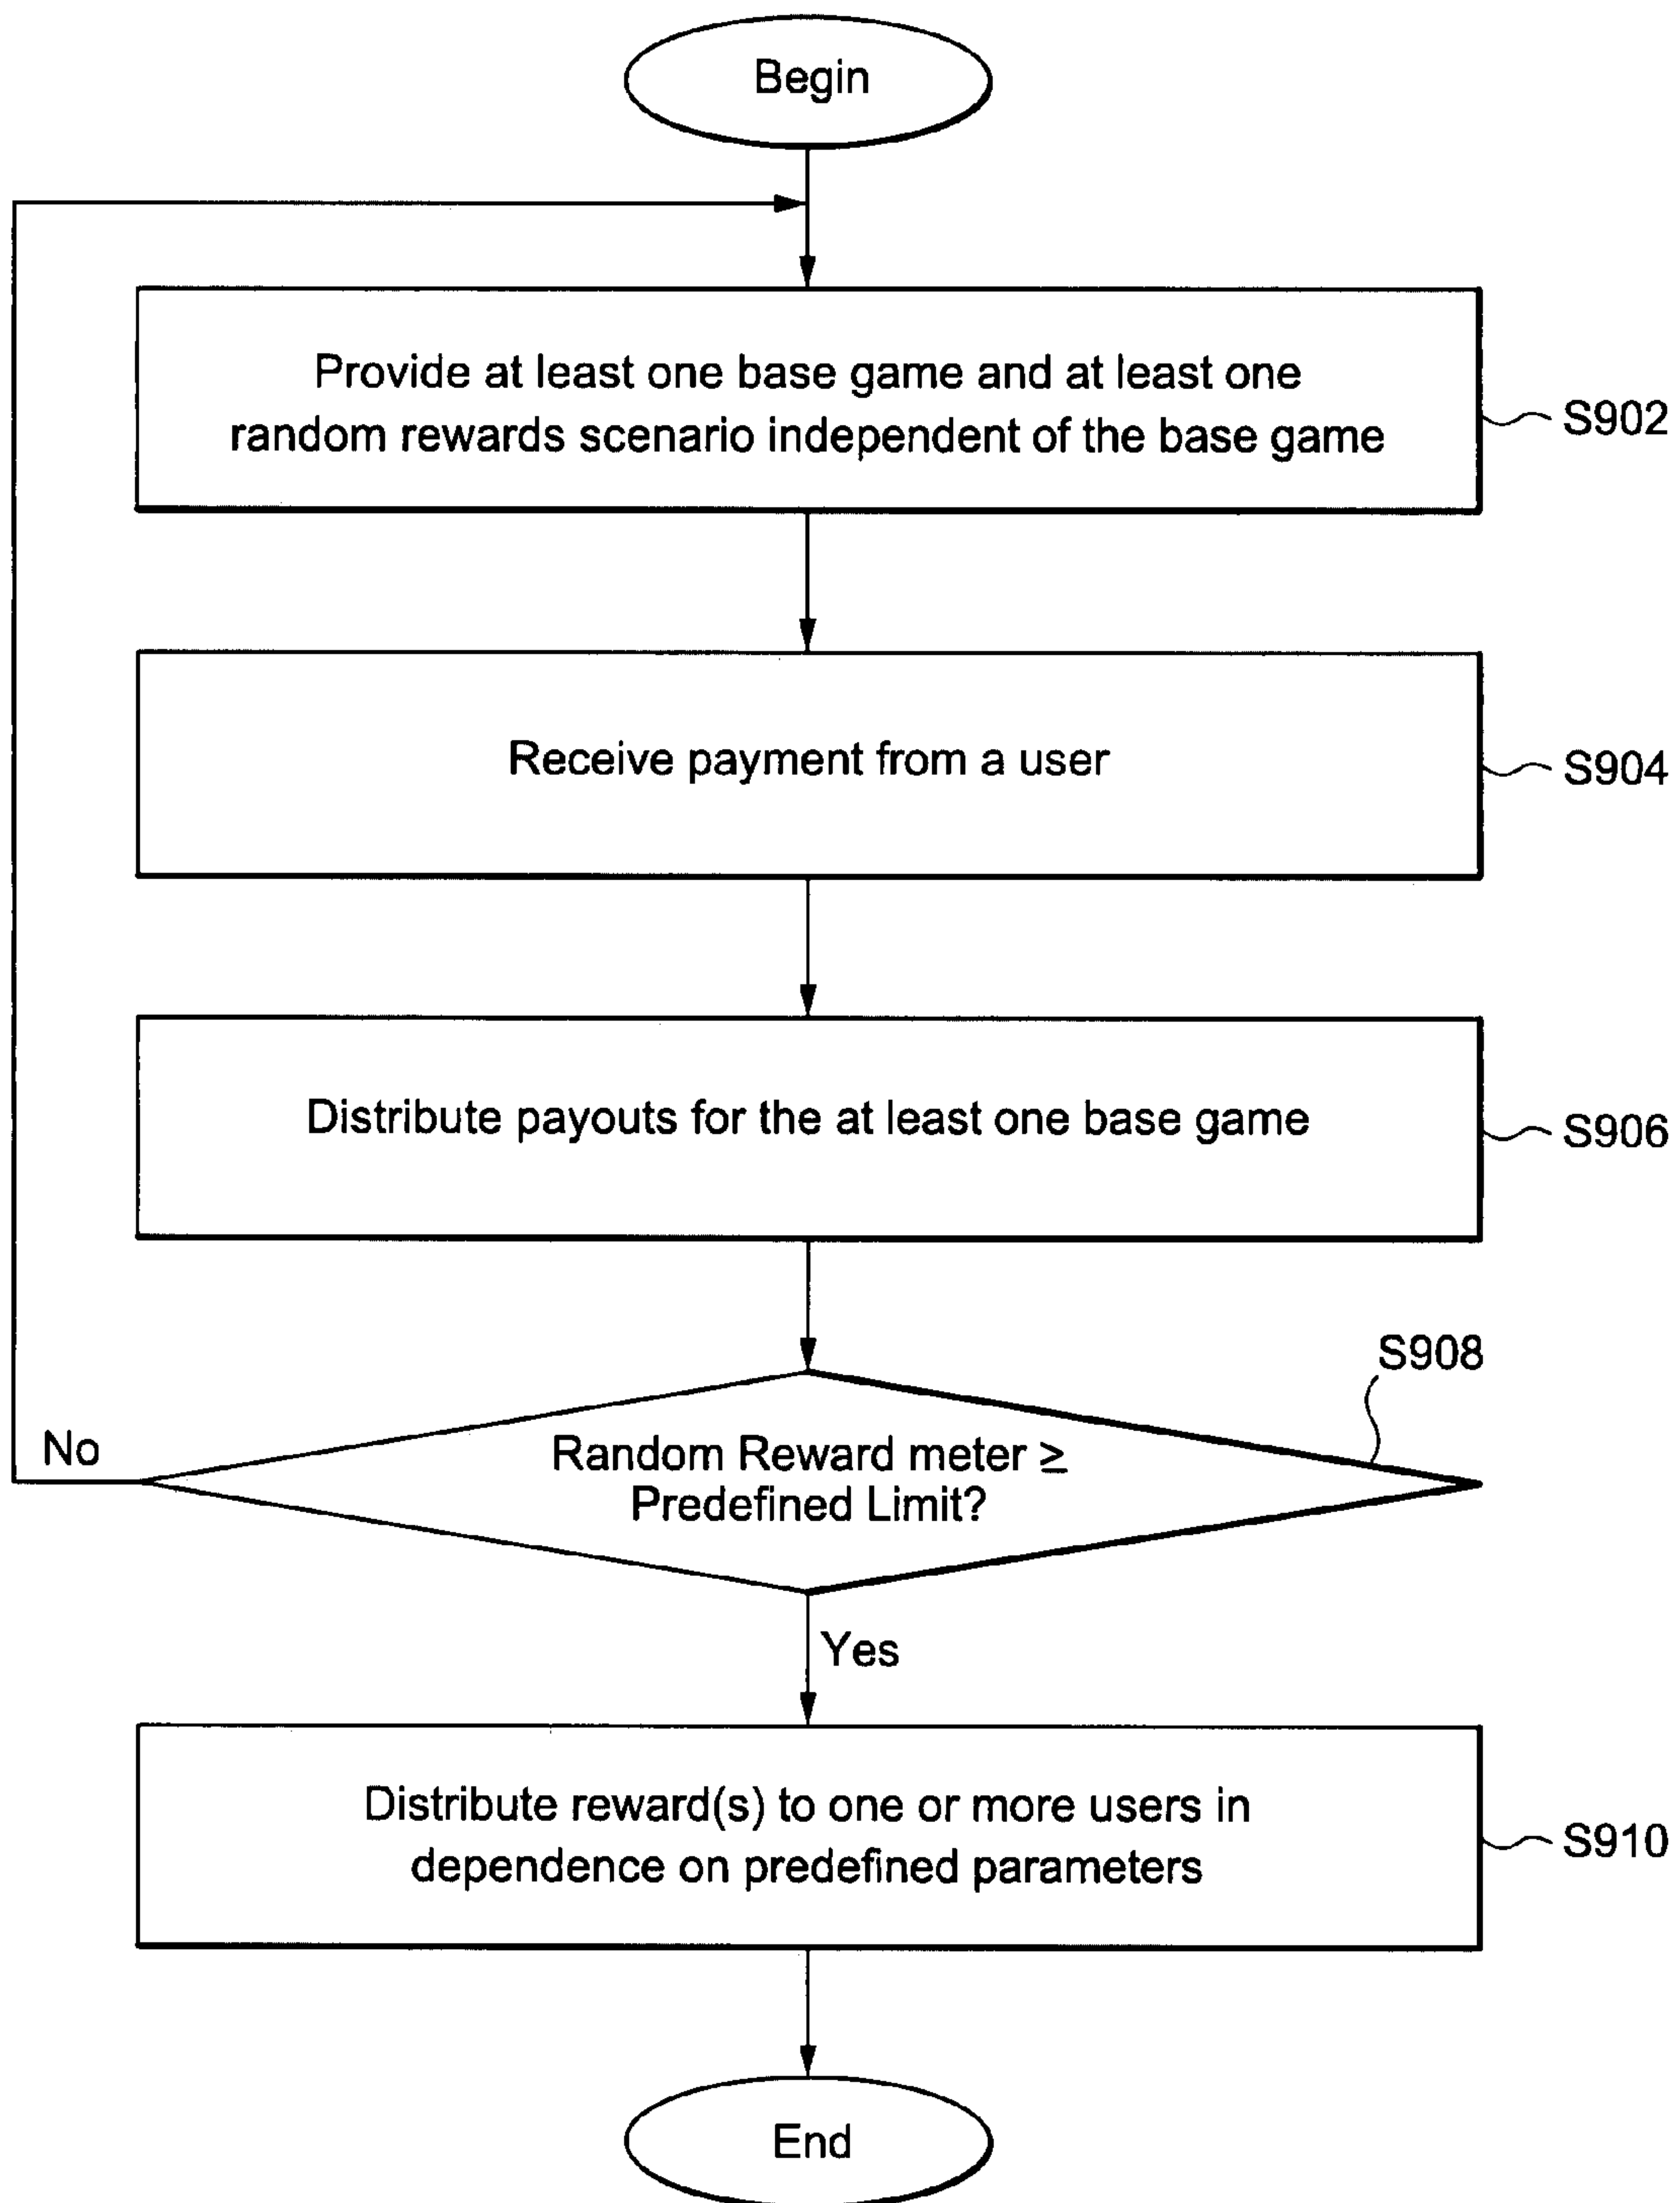 Begin
Provide at least one base game and at least one
random rewards scenario independent of the base game
S902
Receive payment from a user
S904
Distribute payouts for the at least one base game
S906
S908
Random Reward meter ≥
Predefined Limit?
No
Yes
Distribute reward(s) to one or more users in
dependence on predefined parameters
S910
End